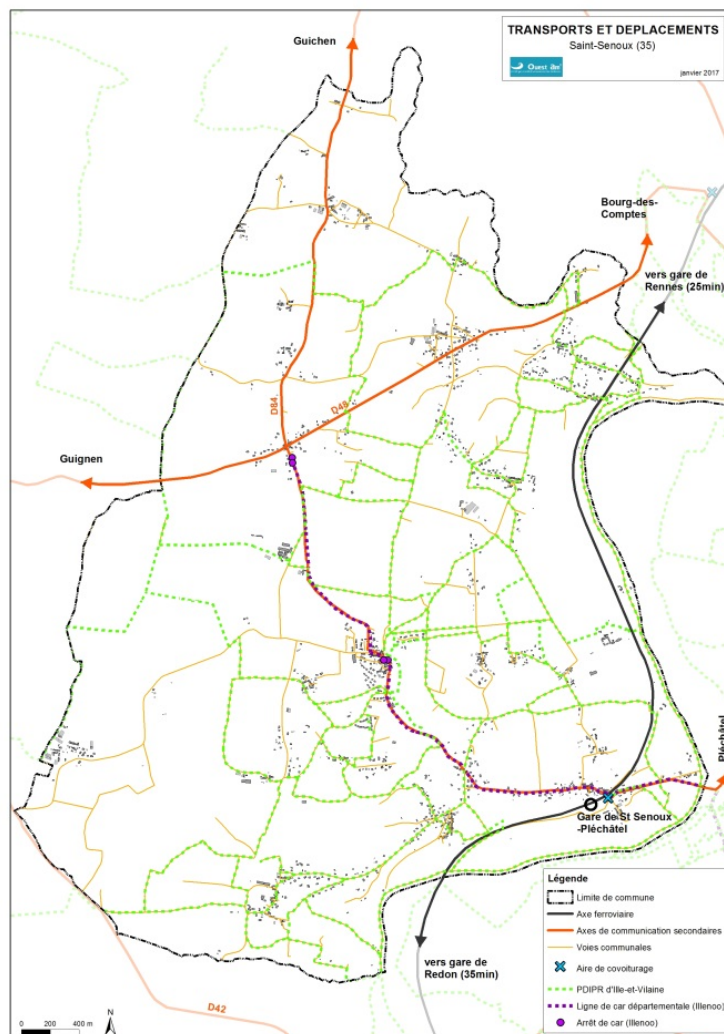 TRANSPORTS ET DEPLACEMENTS
Saint-Senoux (35)
Ouest am'
janvier 2017
Guichen
Bourg-des-
Comptes
vers gare de
Rennes (25min)
D84
D48
Guignen
Pléchâtel
Gare de St Senoux
-Pléchâtel
vers gare de
Redon (35min)
D42
Légende
Limite de commune
Axe ferroviaire
Axes de communication secondaires
Voies communales
Aire de covoiturage
PDIPR d'Ille-et-Vilaine
Ligne de car départementale (Illenoo)
Arrêt de car (Illenoo)
0 200 400 m
N